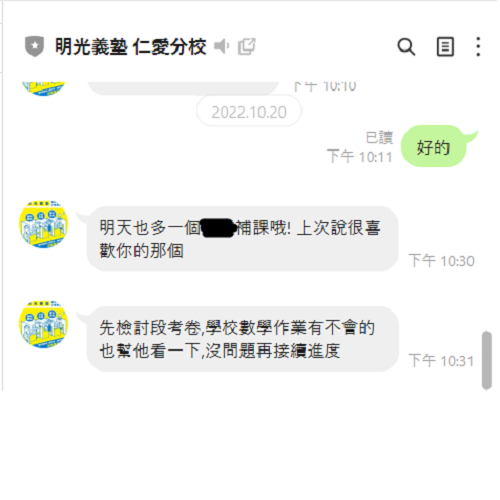 明光義塾 仁愛分校
下午 10:10
2022.10.20
已讀
下午 10:11
好的
明天也多一個補課哦! 上次說很喜
歡你的那個
下午 10:30
先檢討段考卷,學校數學作業有不會的
也幫他看一下,沒問題再接續進度
下午 10:31